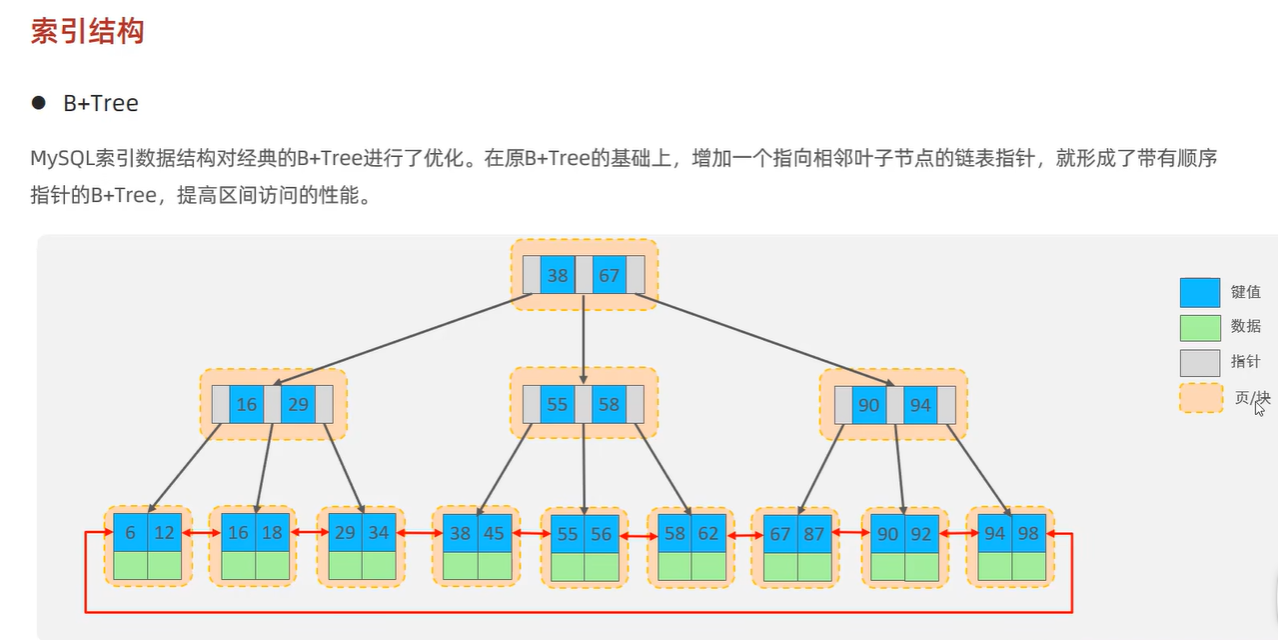 索引结构
● B+Tree
MySQL索引数据结构对经典的B+Tree进行了优化。在原B+Tree的基础上，增加一个指向相邻叶子节点的链表指针，就形成了带有顺序
指针的B+Tree，提高区间访问的性能。
38 67
键值
数据
指针
页/块
16 29 55 58 90 94
6 12 16 18 29 34 38 45 55 56 58 62 67 87 90 92 94 98